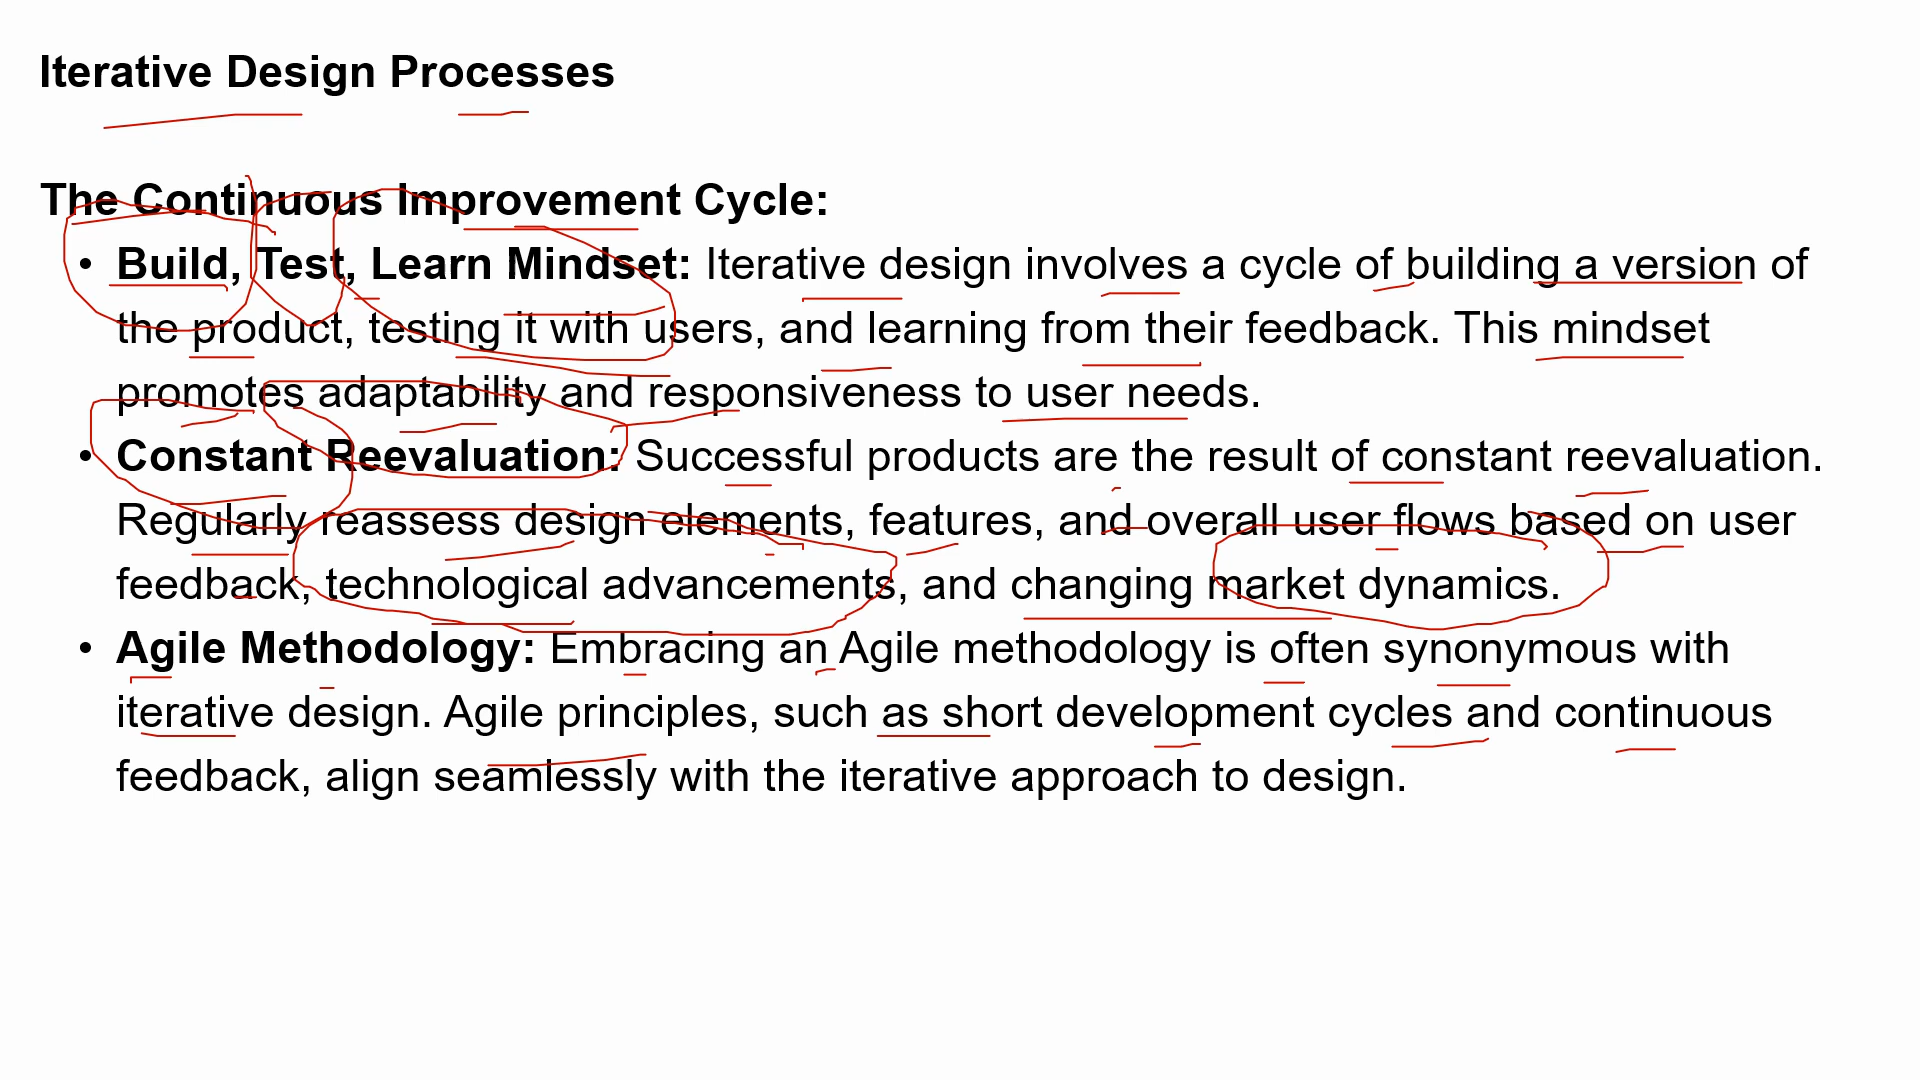 Iterative Design Processes
The Continuous Improvement Cycle:
• Build, Test, Learn Mindset: Iterative design involves a cycle of building a version of
the product, testing it with users, and learning from their feedback. This mindset
promotes adaptability and responsiveness to user needs.
• Constant Reevaluation: Successful products are the result of constant reevaluation.
Regularly reassess design elements, features, and overall user flows based on user
feedback, technological advancements, and changing market dynamics.
• Agile Methodology: Embracing an Agile methodology is often synonymous with
iterative design. Agile principles, such as short development cycles and continuous
feedback, align seamlessly with the iterative approach to design.